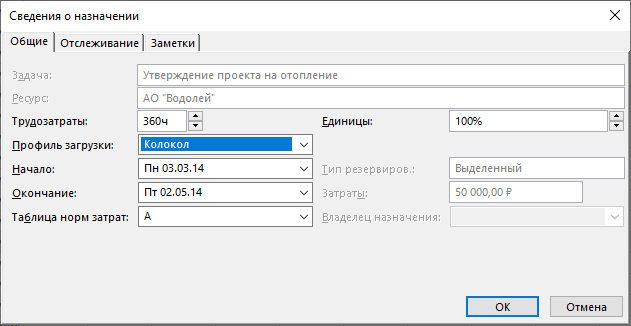 Сведения о назначении
Общие Отслеживание Заметки
Задача: Утверждение проекта на отопление
Ресурс: АО "Водолей"
Трудозатраты: 360ч Единицы: 100%
Профиль загрузки: Колокол
Начало: Пн 03.03.14 Тип резервиров.: Выделенный
Окончание: Пт 02.05.14 Затраты: 50 000,00 ₽
Таблица норм затрат: A Владелец назначения:
ОК Отмена